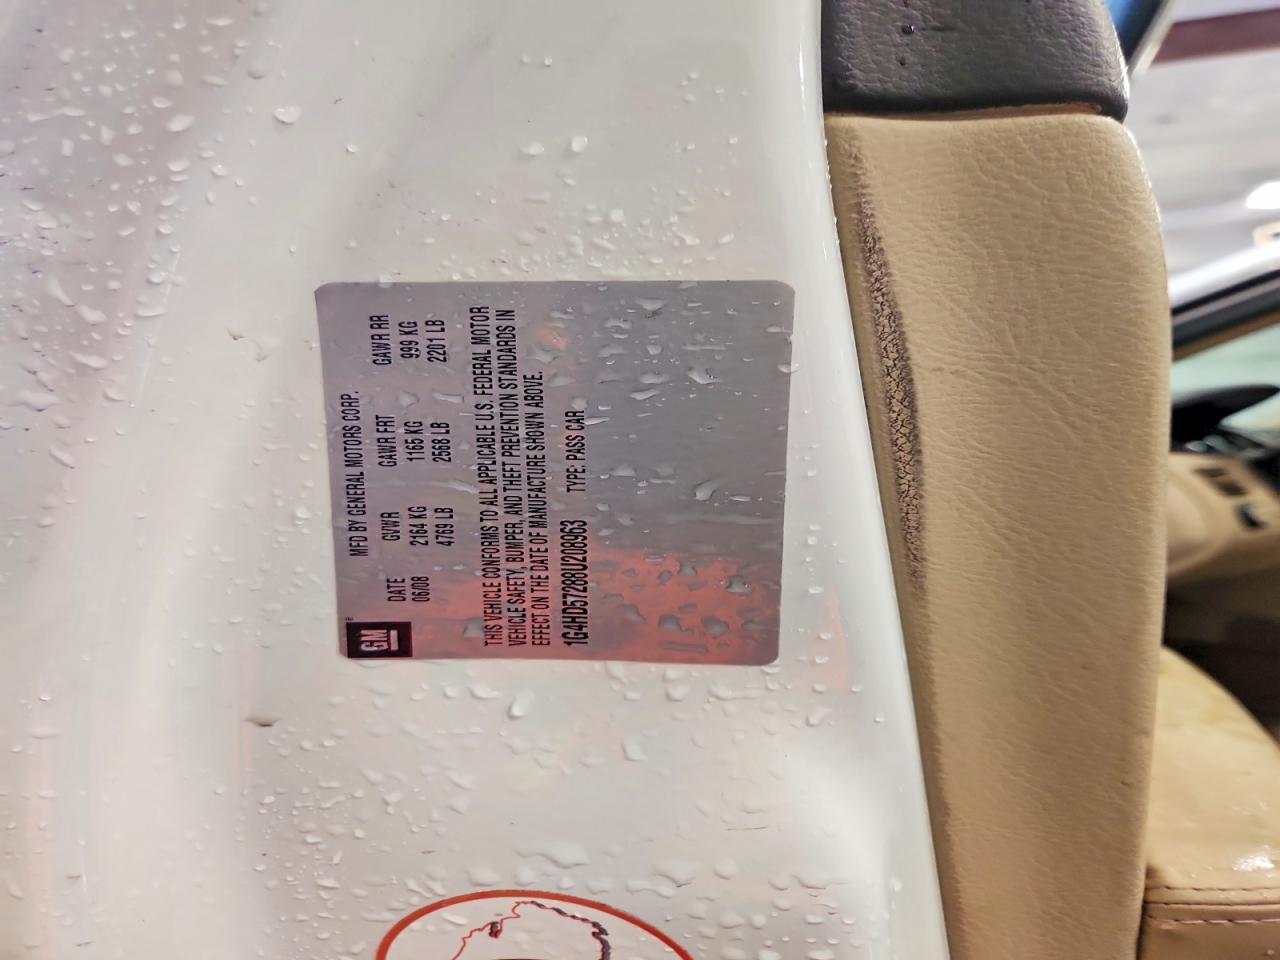 GM
MFD BY GENERAL MOTORS CORP.
DATE GVWR GAWR FRT GAWR RR
06/08 2164 KG 1165 KG 999 KG
4769 LB 2568 LB 2201 LB
THIS VEHICLE CONFORMS TO ALL APPLICABLE U.S. FEDERAL MOTOR
VEHICLE SAFETY, BUMPER, AND THEFT PREVENTION STANDARDS IN
EFFECT ON THE DATE OF MANUFACTURE SHOWN ABOVE.
1G4HD57288U208963 TYPE: PASS CAR